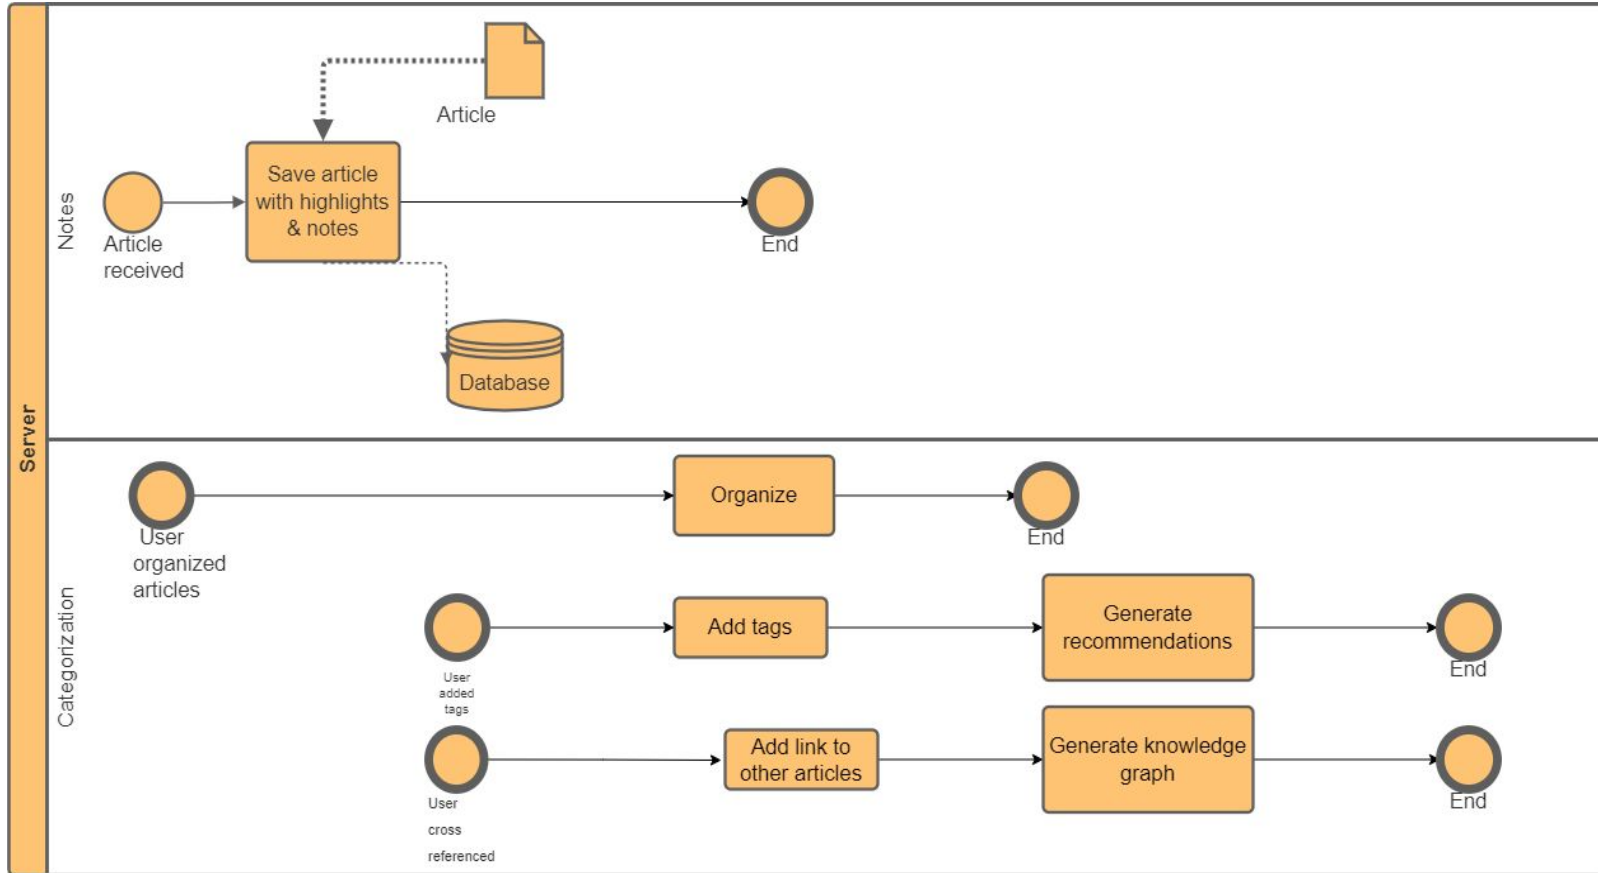 Server
Notes
Article
Article
received
Save article
with highlights
& notes
End
Database
Categorization
User
organized
articles
Organize
End
User
added
tags
Add tags
Generate
recommendations
End
User
cross
referenced
Add link to
other articles
Generate knowledge
graph
End